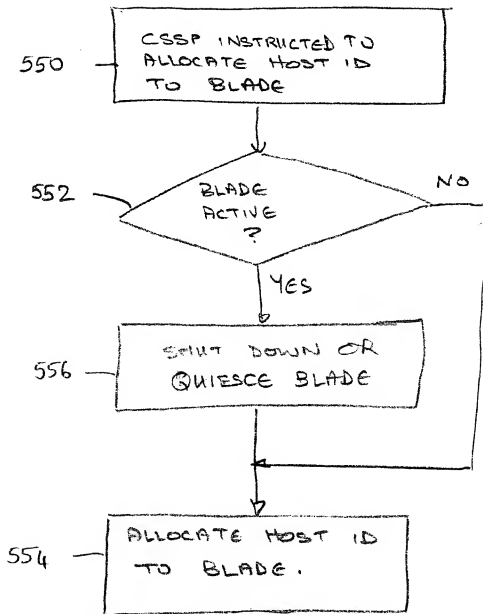 550
CSSP INSTRUCTED TO
ALLOCATE HOST ID
TO BLADE
552
BLADE
ACTIVE
?
NO
YES
556
SHUT DOWN OR
QUIESCE BLADE
554
ALLOCATE HOST ID
TO BLADE.